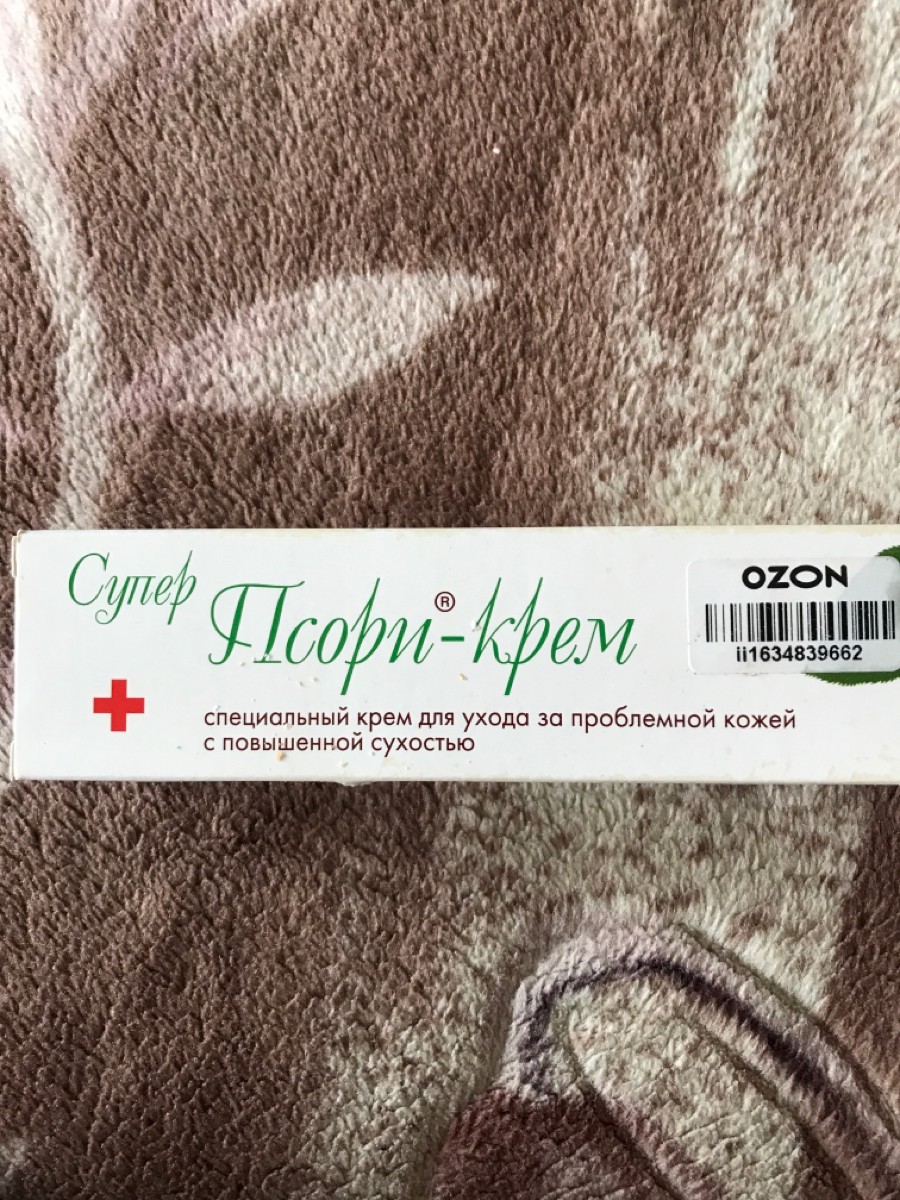 Супер
Псори®-крем
специальный крем для ухода за проблемной кожей
с повышенной сухостью
OZON
ii1634839662